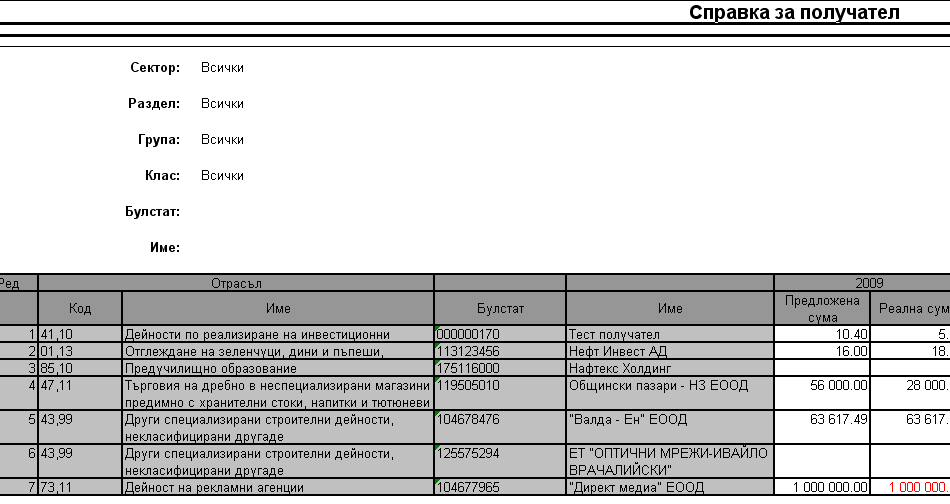 Справка за получател
Сектор: Всички
Раздел: Всички
Група: Всички
Клас: Всички
Булстат:
Име:
Ред Отрасъл 2009
Код Име Булстат Име Предложена сума Реална сум
1 41,10 Дейности по реализиране на инвестиционни 000000170 Тест получател 10.40 5.
2 01,13 Отглеждане на зеленчуци, дини и пъпеши, 113123456 Нефт Инвест АД 16.00 18.
3 85,10 Предучилищно образование 175116000 Нафтекс Холдинг
4 47,11 Търговия на дребно в неспециализирани магазини 119505010 Общински пазари - НЗ ЕООД 56 000.00 28 000.
предимно с хранителни стоки, напитки и тютюневи
5 43,99 Други специализирани строителни дейности, 104678476 "Валда - Ен" ЕООД 63 617.49 63 617.
некласифицирани другаде
6 43,99 Други специализирани строителни дейности, 125575294 ЕТ "ОПТИЧНИ МРЕЖИ-ИВАЙЛО
некласифицирани другаде ВРАЧАЛИЙСКИ"
7 73,11 Дейност на рекламни агенции 104677965 "Директ медиа" ЕООД 1 000 000.00 1 000 000.